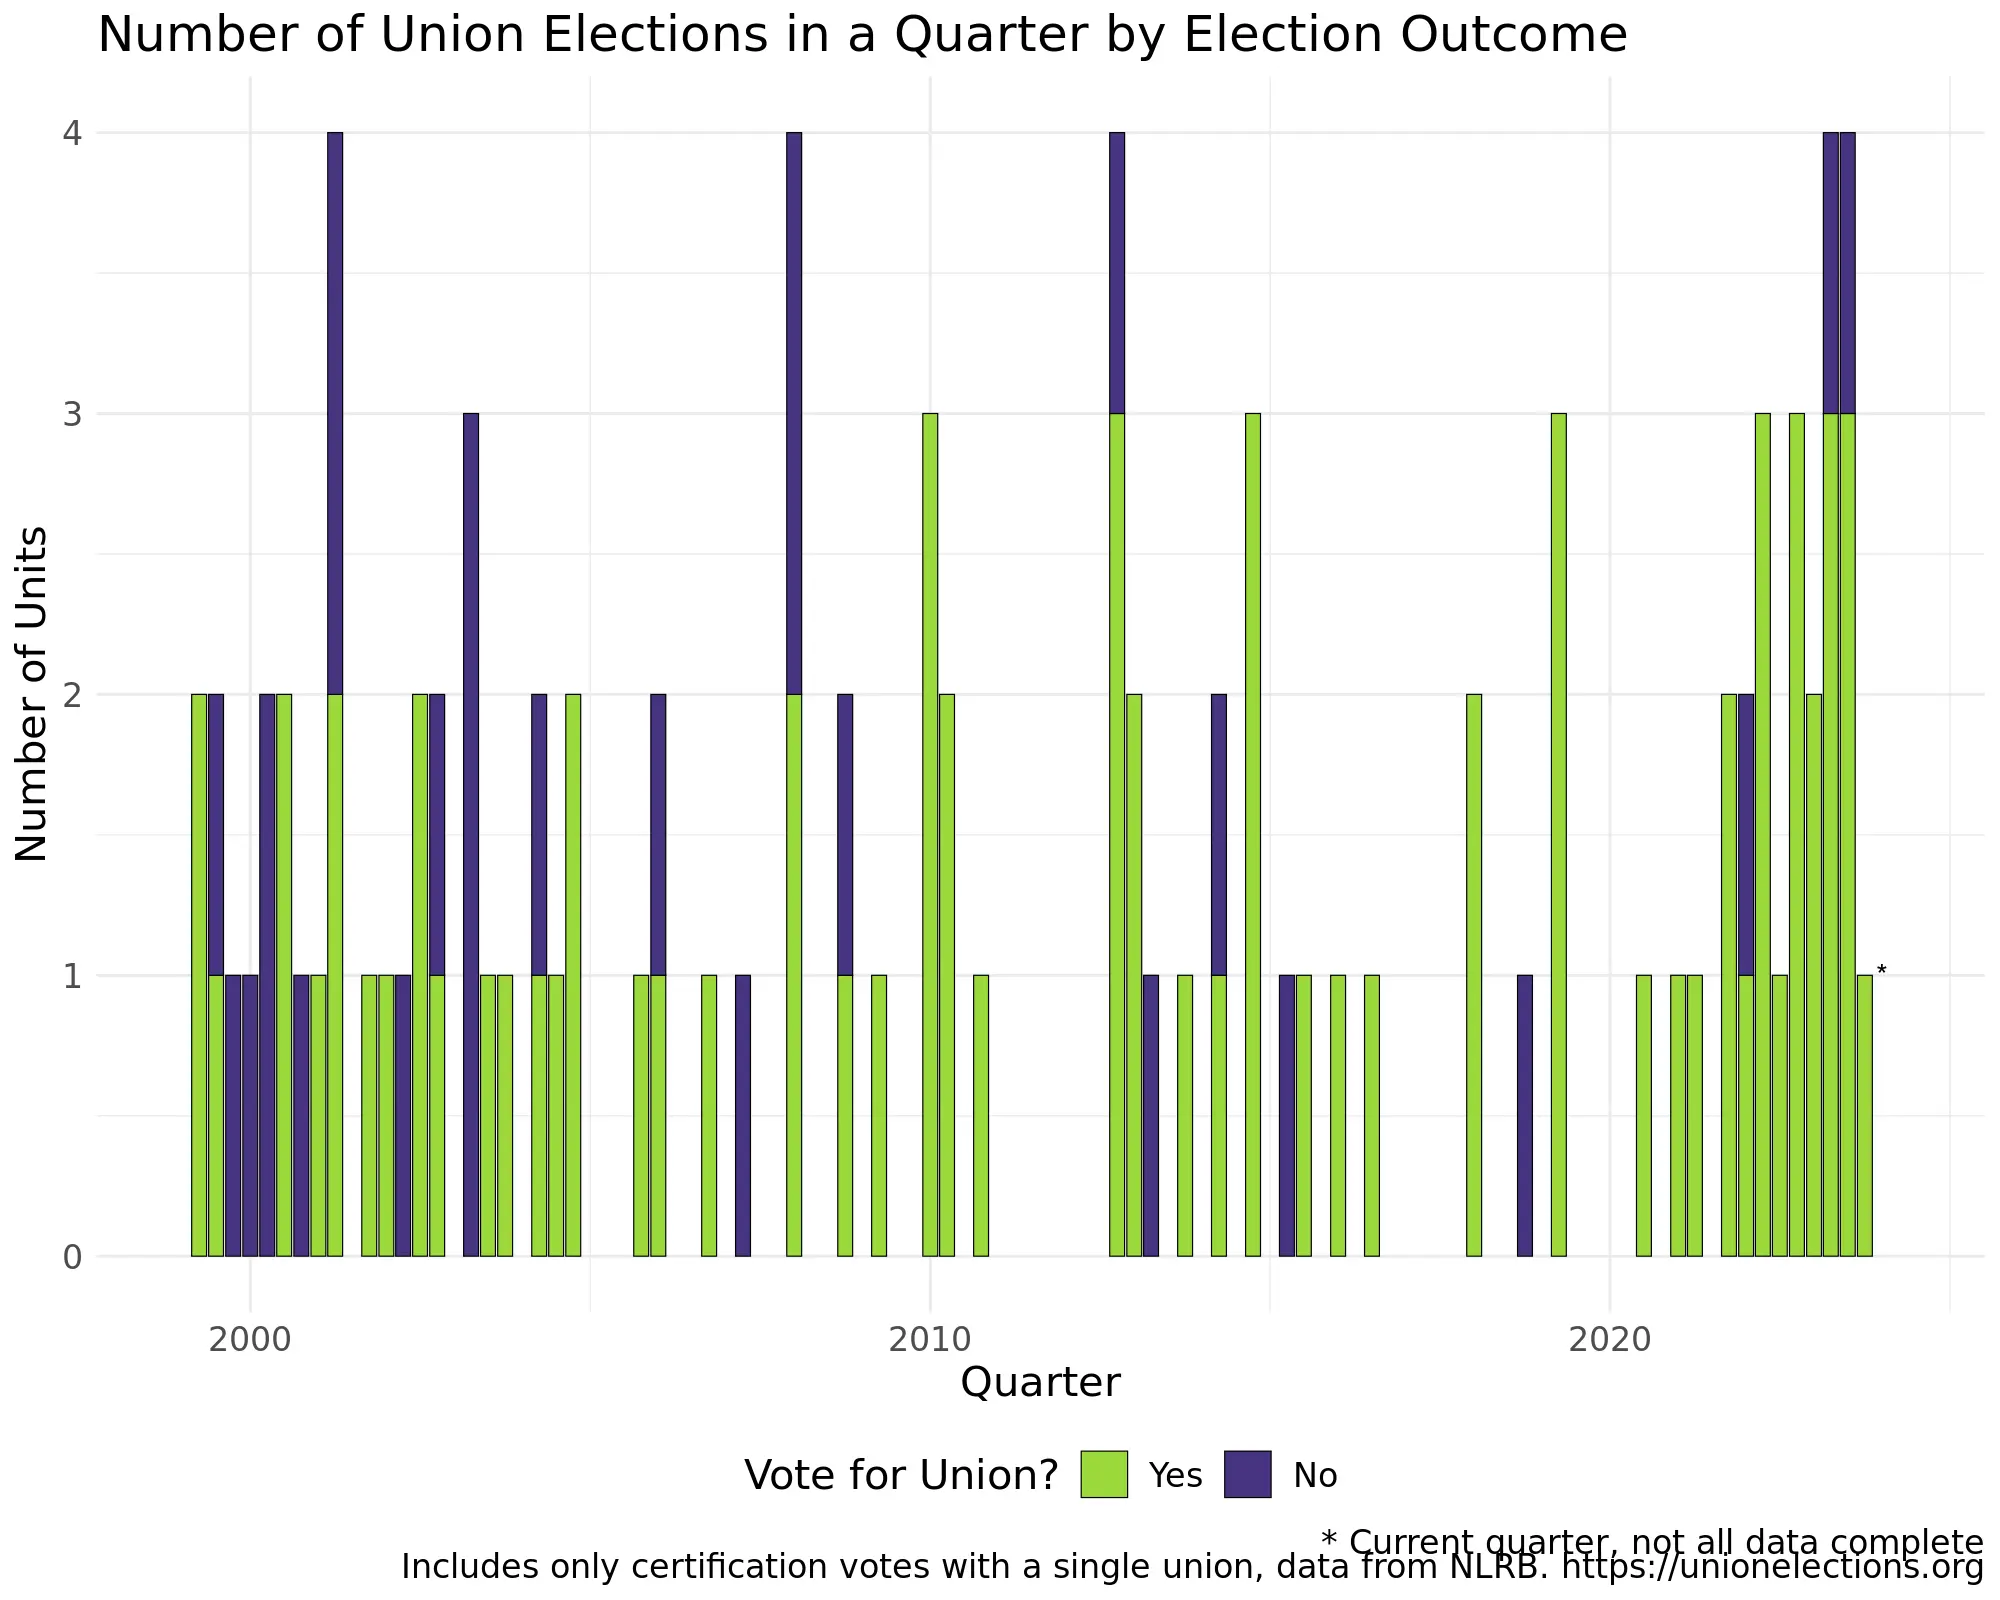 Number of Union Elections in a Quarter by Election Outcome
Number of Units
4
3
2
1
0
*
2000 2010 2020
Quarter
Vote for Union? Yes No
* Current quarter, not all data complete
Includes only certification votes with a single union, data from NLRB. https://unionelections.org